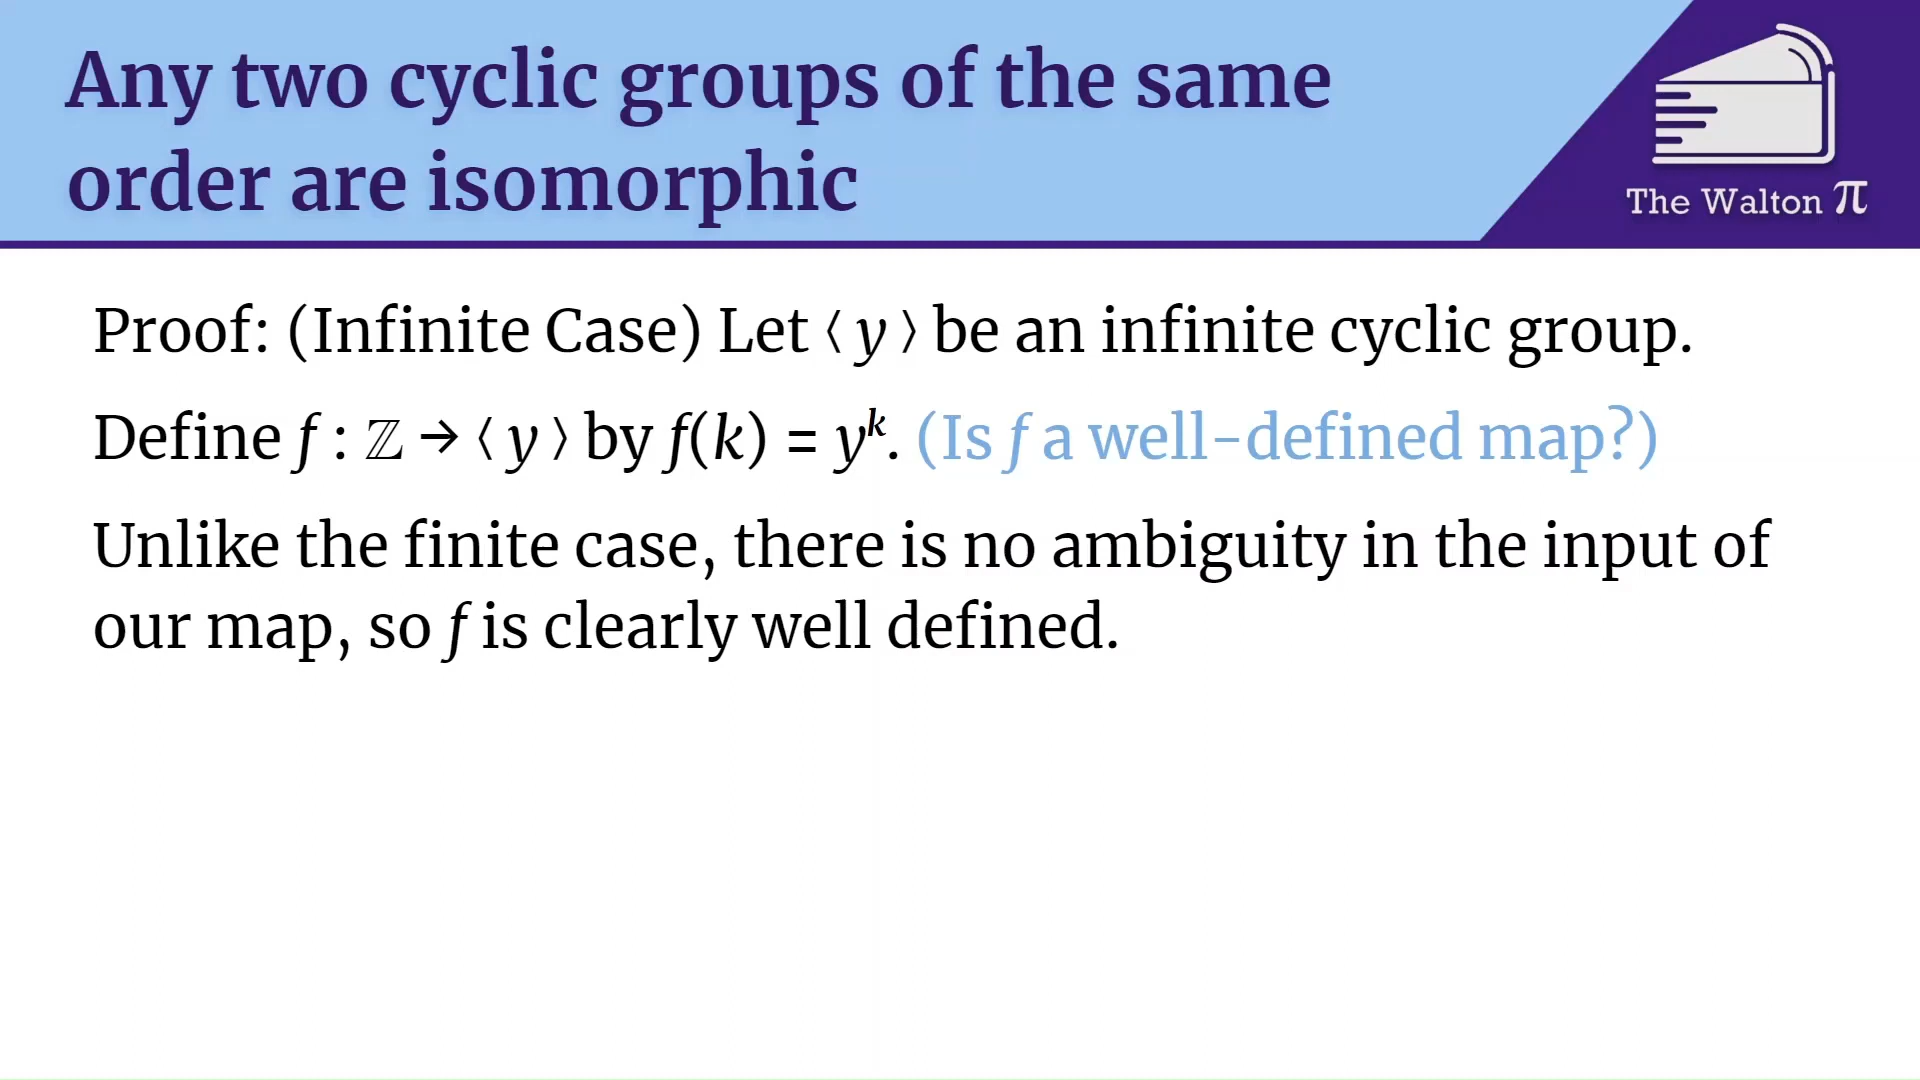 Any two cyclic groups of the same
order are isomorphic
The Walton π
Proof: (Infinite Case) Let ⟨ y ⟩ be an infinite cyclic group.
Define f : ℤ → ⟨ y ⟩ by f(k) = yᵏ. (Is f a well-defined map?)
Unlike the finite case, there is no ambiguity in the input of
our map, so f is clearly well defined.